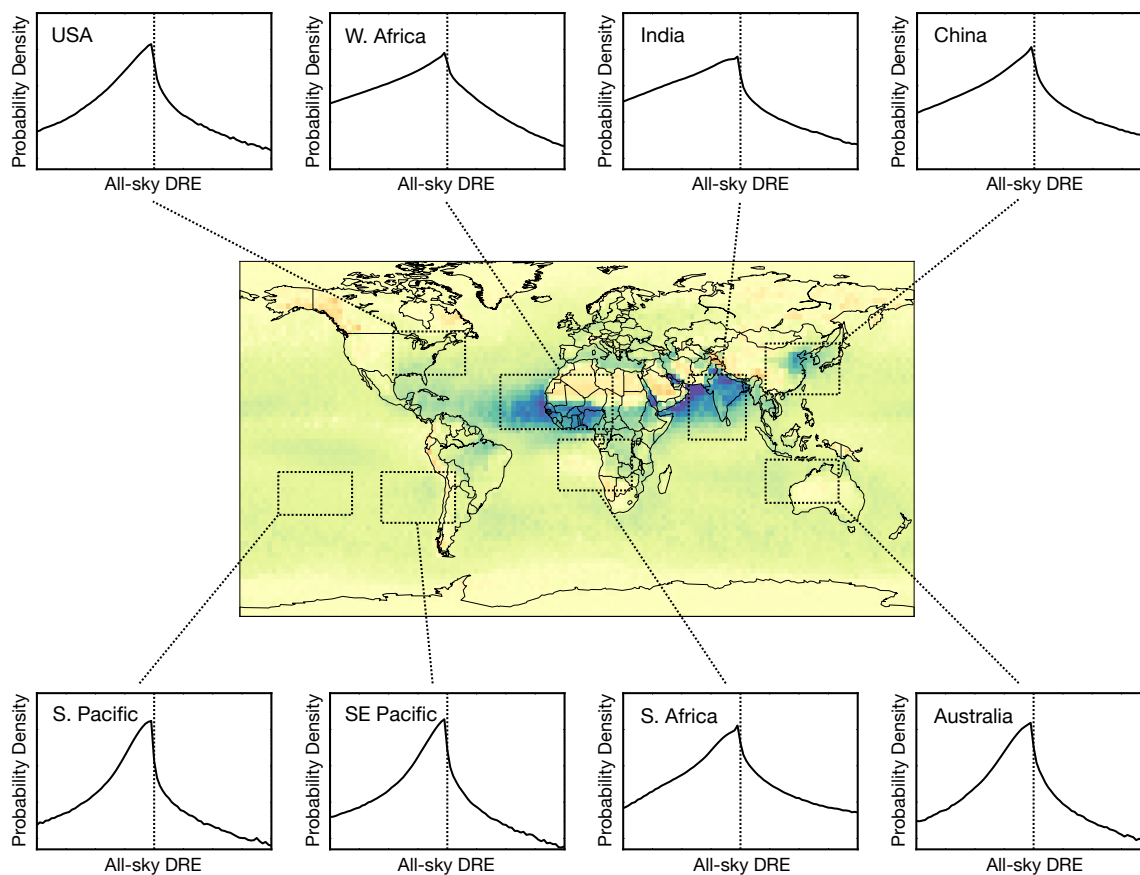 USA
Probability Density
All-sky DRE
W. Africa
Probability Density
All-sky DRE
India
Probability Density
All-sky DRE
China
Probability Density
All-sky DRE
S. Pacific
Probability Density
All-sky DRE
SE Pacific
Probability Density
All-sky DRE
S. Africa
Probability Density
All-sky DRE
Australia
Probability Density
All-sky DRE